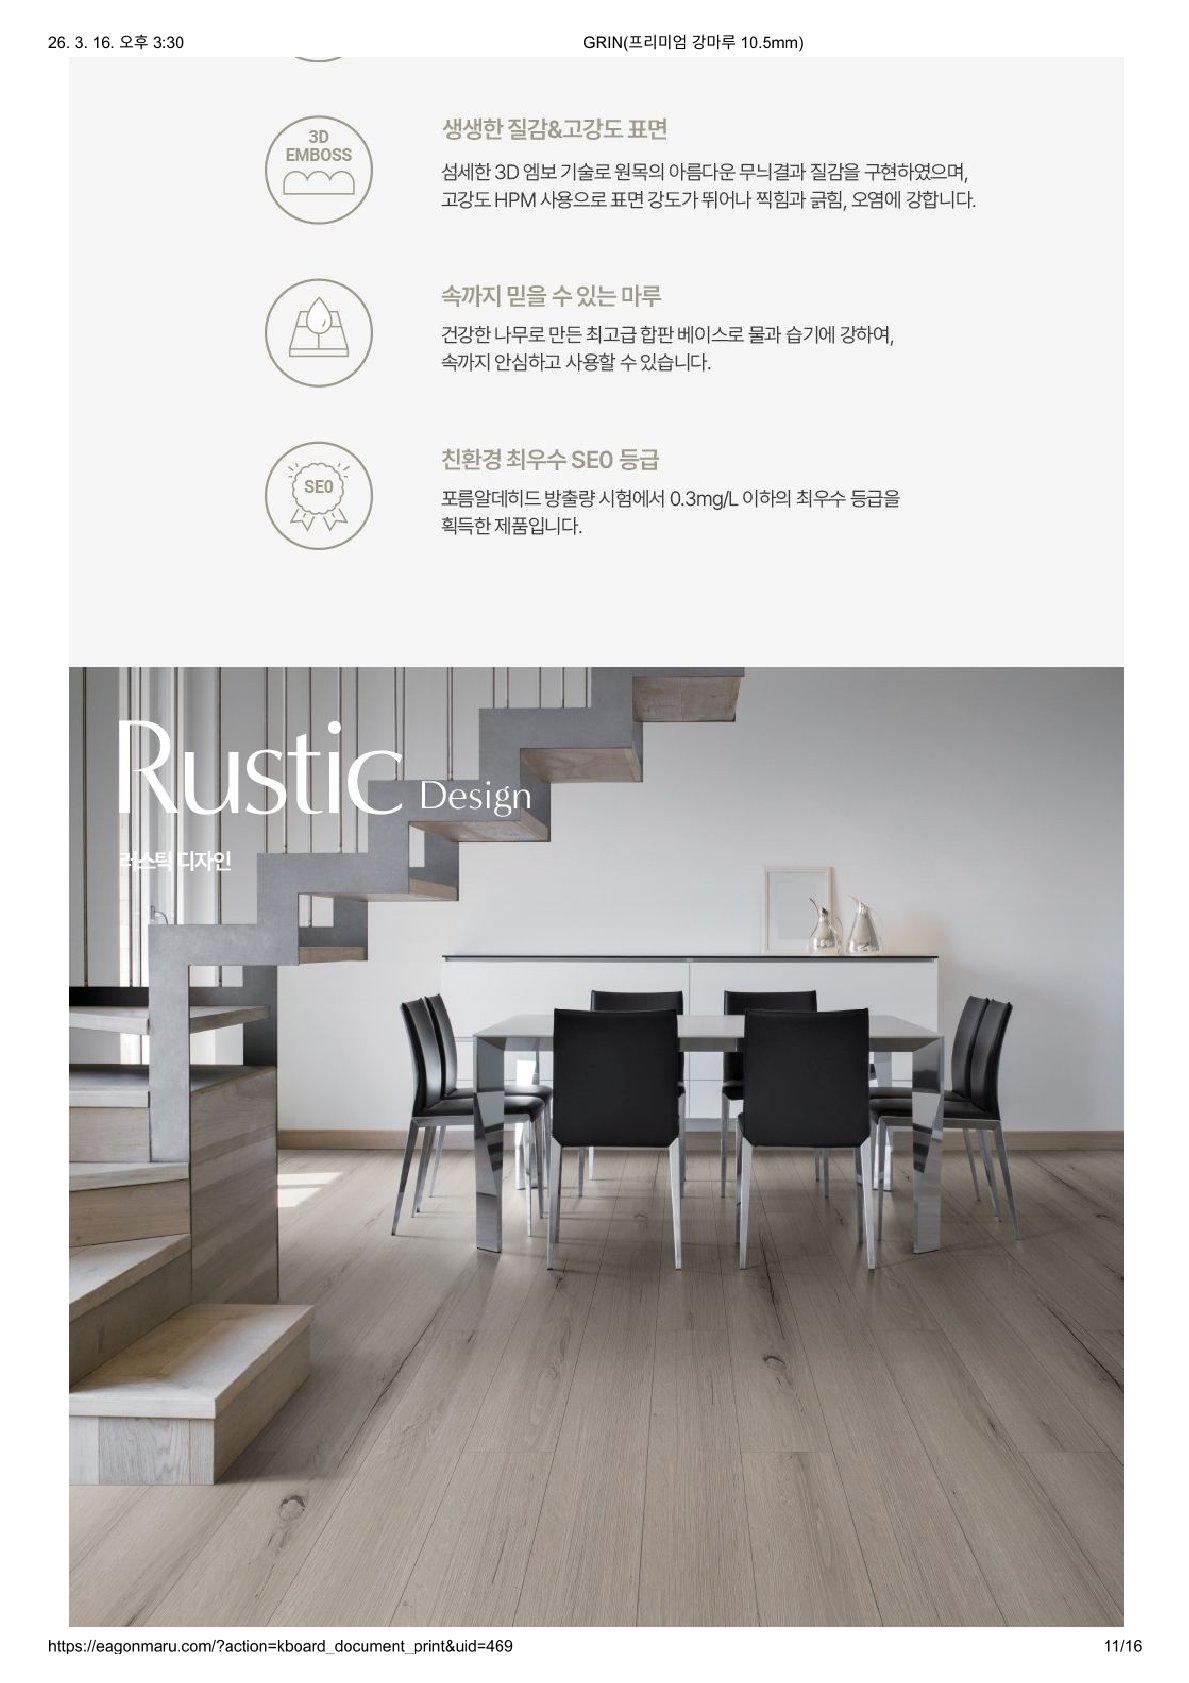 26. 3. 16. 오후 3:30
GRIN(프리미엄 강마루 10.5mm)
3D
EMBOSS
생생한 질감&고강도 표면
섬세한 3D 엠보 기술로 원목의 아름다운 무늬결과 질감을 구현하였으며,
고강도 HPM 사용으로 표면 강도가 뛰어나 찍힘과 긁힘, 오염에 강합니다.
속까지 믿을 수 있는 마루
건강한 나무로 만든 최고급 합판 베이스로 물과 습기에 강하여,
속까지 안심하고 사용할 수 있습니다.
SE0
친환경 최우수 SE0 등급
포름알데히드 방출량 시험에서 0.3mg/L 이하의 최우수 등급을
획득한 제품입니다.
Rustic Design
러스틱 디자인
https://eagonmaru.com/?action=kboard_document_print&uid=469
11/16